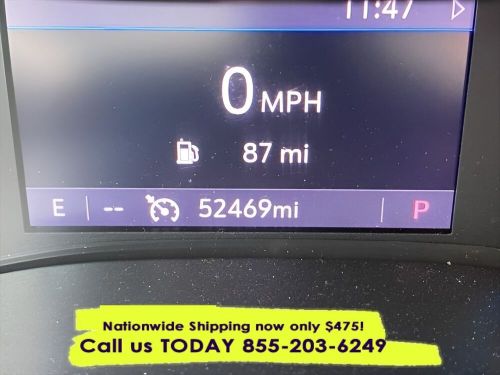 11:47
0 MPH
87 mi
E -- 52469mi P
Nationwide Shipping now only $475!
Call us TODAY 855-203-6249